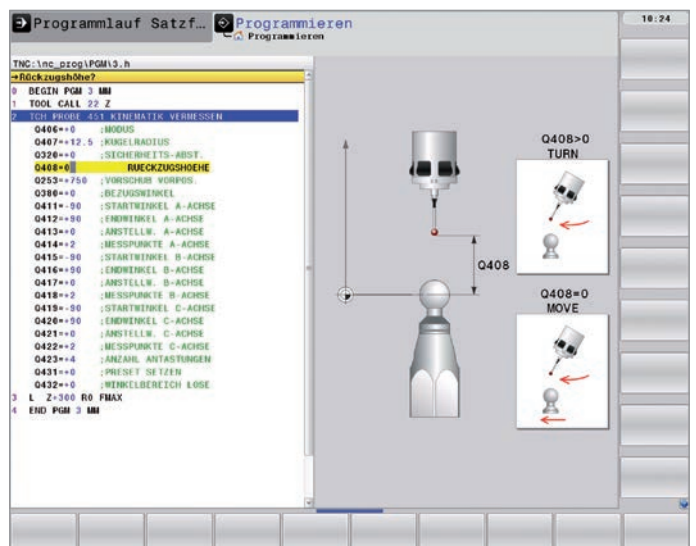 Programmlauf Satzf…
Programmieren
Programmieren
10:24
TNC:\nc_prog\PGM\3.h
→Rückzugshöhe?
0 BEGIN PGM 3 MM
1 TOOL CALL 22 Z
2 TCH PROBE 451 KINEMATIK VERMESSEN
Q406=+0 ;MODUS
Q407=+12.5 ;KUGELRADIUS
Q320=+0 ;SICHERHEITS-ABST.
Q408=0 RUECKZUGSHOEHE
Q253=+750 ;VORSCHUB VORPOS.
Q380=+0 ;BEZUGSWINKEL
Q411=-90 ;STARTWINKEL A-ACHSE
Q412=+90 ;ENDWINKEL A-ACHSE
Q413=+0 ;ANSTELLW. A-ACHSE
Q414=+2 ;MESSPUNKTE A-ACHSE
Q415=-90 ;STARTWINKEL B-ACHSE
Q416=+90 ;ENDWINKEL B-ACHSE
Q417=+0 ;ANSTELLW. B-ACHSE
Q418=+2 ;MESSPUNKTE B-ACHSE
Q419=-90 ;STARTWINKEL C-ACHSE
Q420=+90 ;ENDWINKEL C-ACHSE
Q421=+0 ;ANSTELLW. C-ACHSE
Q422=+2 ;MESSPUNKTE C-ACHSE
Q423=+4 ;ANZAHL ANTASTUNGEN
Q431=+0 ;PRESET SETZEN
Q432=+0 ;WINKELBEREICH LOSE
3 L Z+300 R0 FMAX
4 END PGM 3 MM
Q408
Q408>0
TURN
Q408=0
MOVE